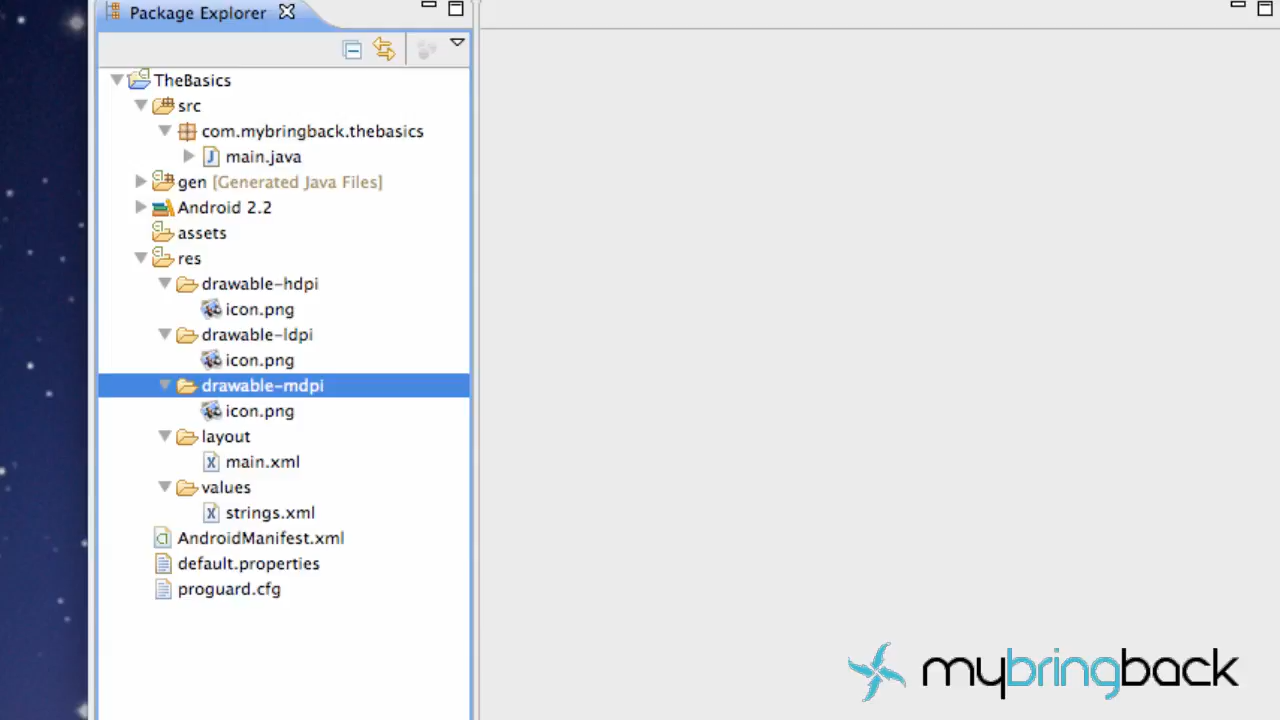 Package Explorer
TheBasics
src
com.mybringback.thebasics
main.java
gen [Generated Java Files]
Android 2.2
assets
res
drawable-hdpi
icon.png
drawable-ldpi
icon.png
drawable-mdpi
icon.png
layout
main.xml
values
strings.xml
AndroidManifest.xml
default.properties
proguard.cfg
mybringback